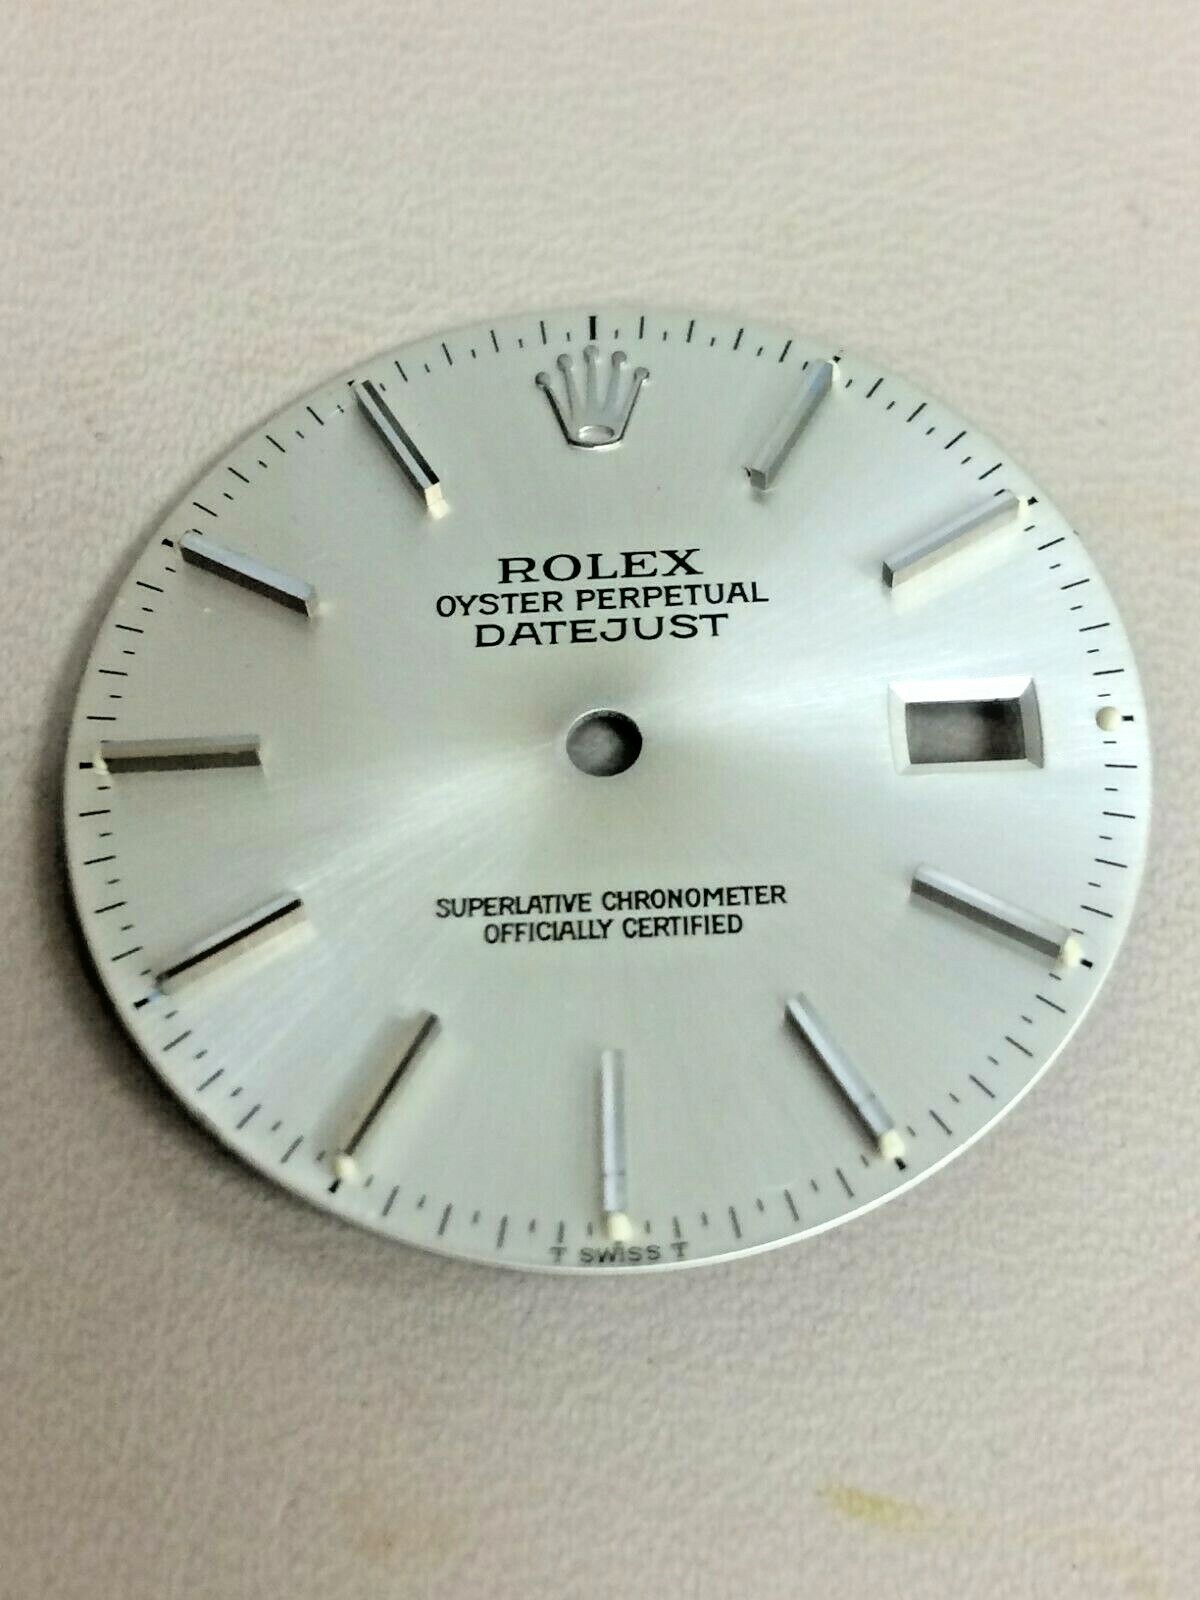 ROLEX
OYSTER PERPETUAL
DATEJUST
SUPERLATIVE CHRONOMETER
OFFICIALLY CERTIFIED
T SWISS T